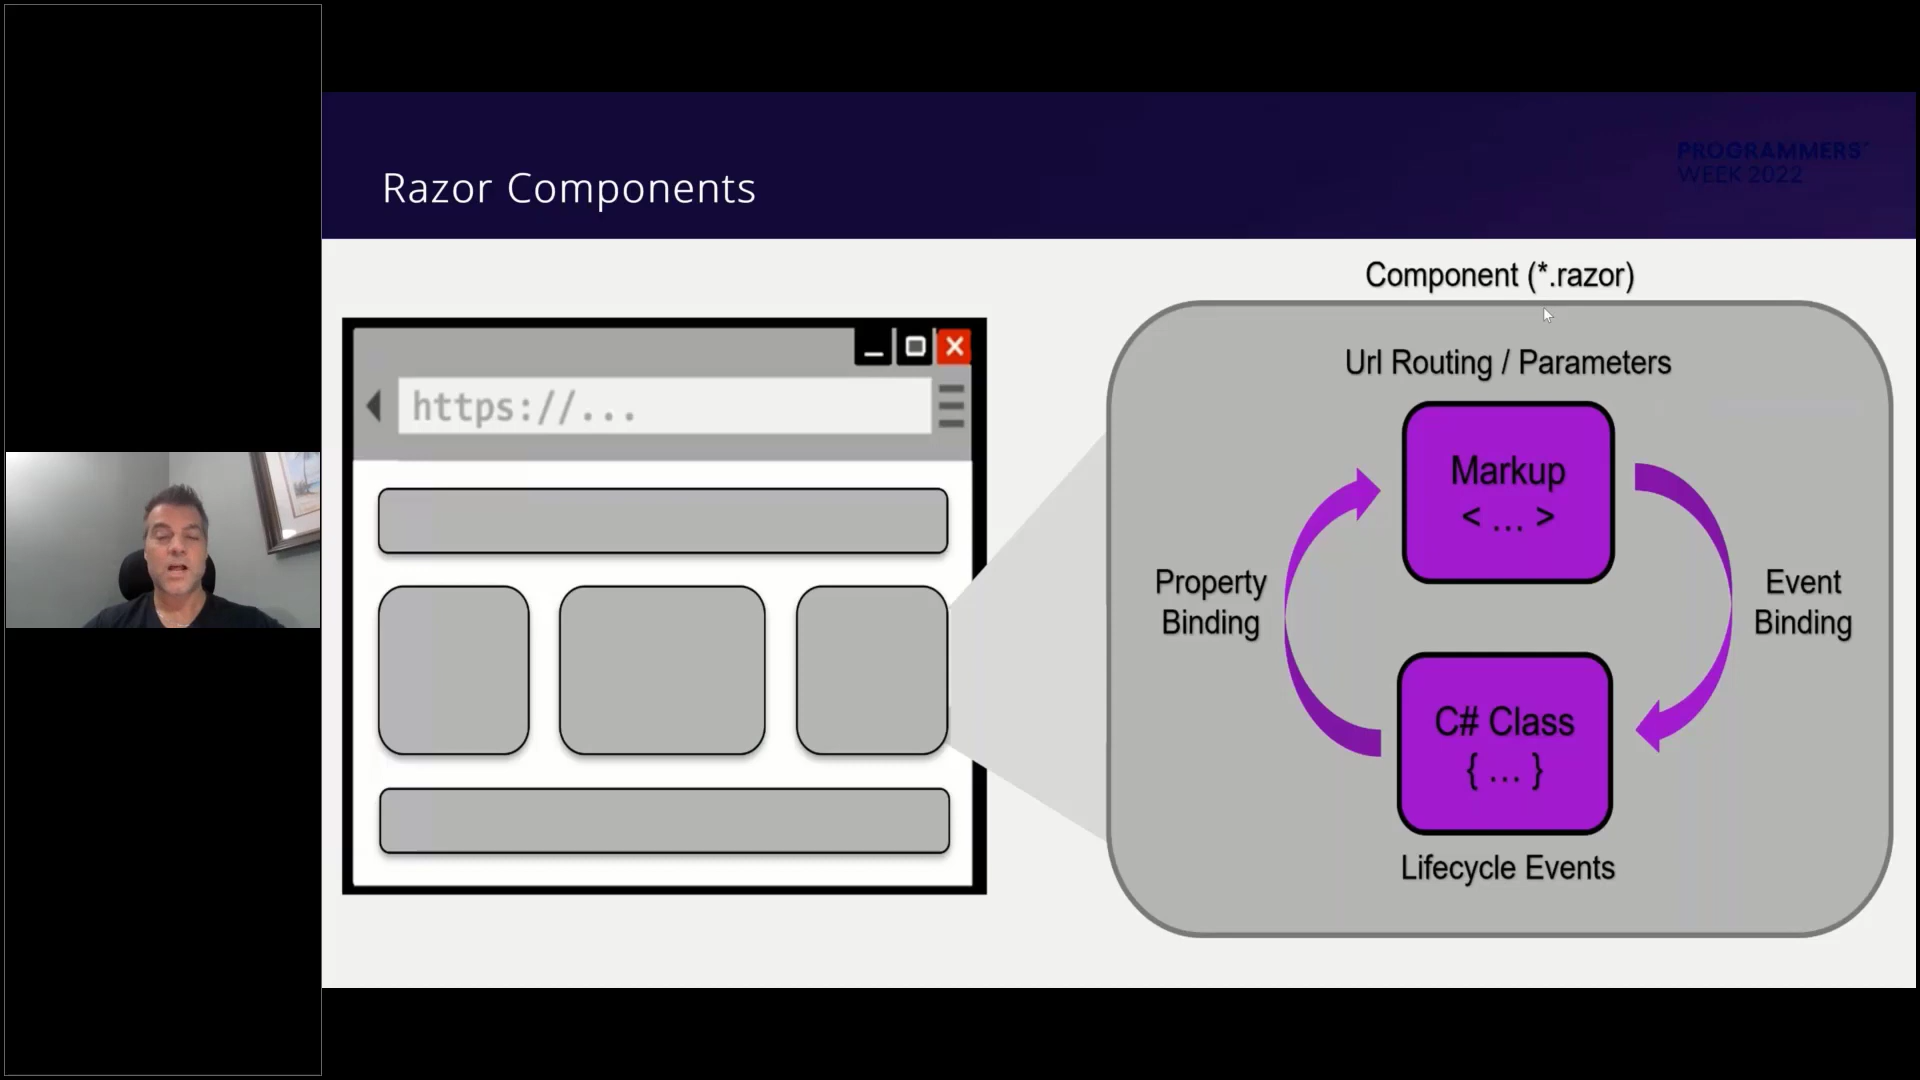 PROGRAMMERS'
WEEK 2022
Razor Components
https://...
Component (*.razor)
Url Routing / Parameters
Markup
< ... >
Property
Binding
Event
Binding
C# Class
{ ... }
Lifecycle Events